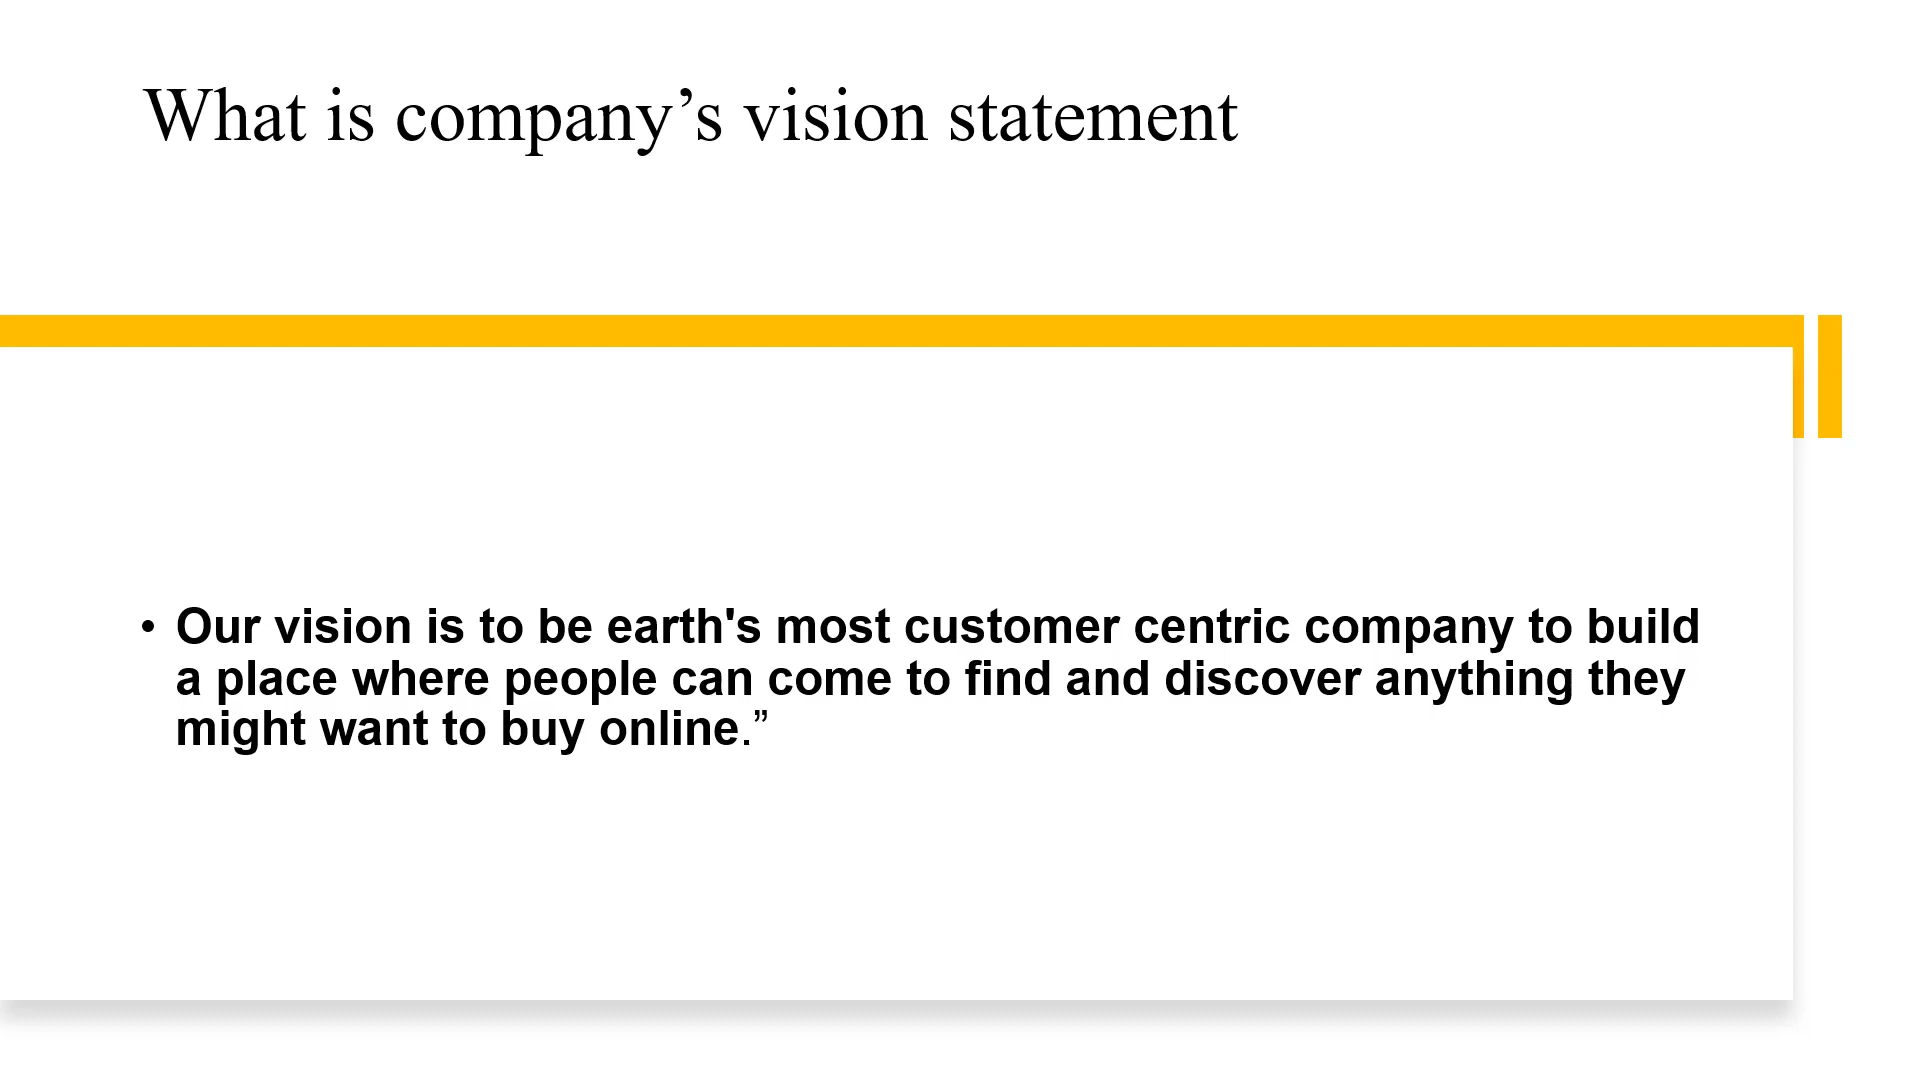 What is company’s vision statement
• Our vision is to be earth's most customer centric company to build
a place where people can come to find and discover anything they
might want to buy online.”